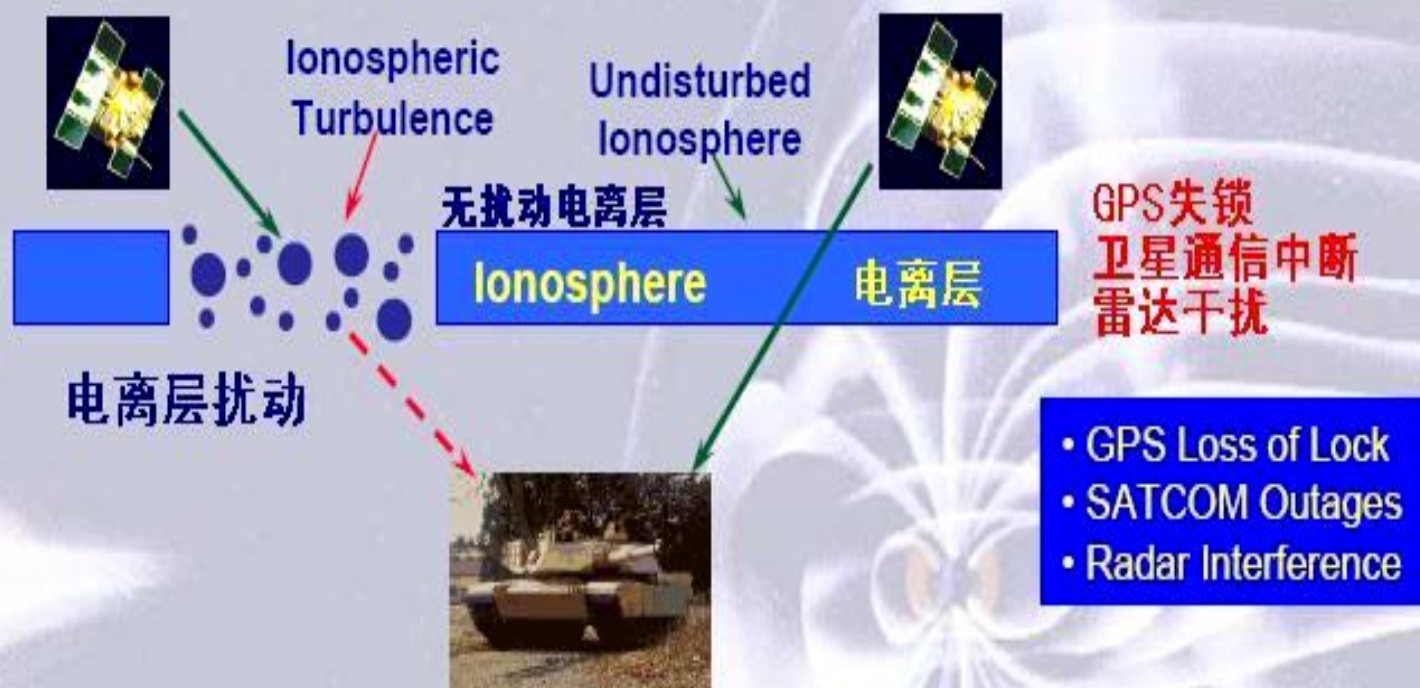 Ionospheric
Turbulence
Undisturbed
Ionosphere
无扰动电离层
Ionosphere
电离层
GPS失锁
卫星通信中断
雷达干扰
电离层扰动
• GPS Loss of Lock
• SATCOM Outages
• Radar Interference